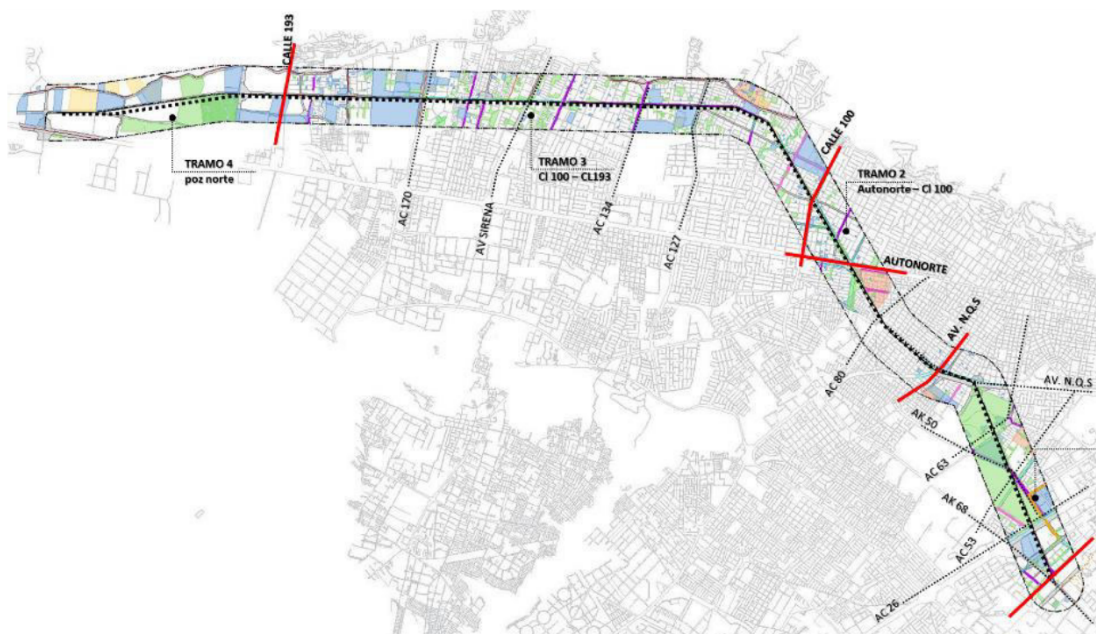 CALLE 193
TRAMO 4
poz norte
AC 170
AV SIRENA
TRAMO 3
Cl 100 – CL193
AC 134
AC 127
CALLE 100
TRAMO 2
Autonorte – Cl 100
AUTONORTE
AC 80
AV. N.Q.S
AV. N.Q.S
AK 50
AC 63
AK 68
AC 53
AC 26